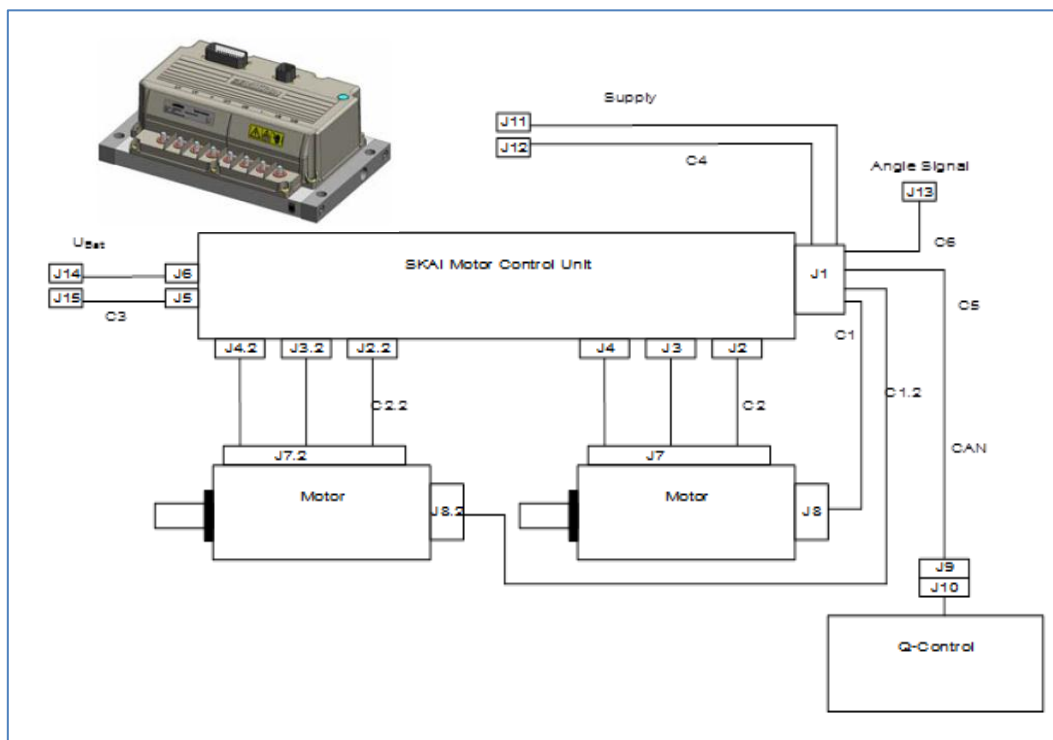 Supply
J11
J12
C4
Angle Signal
J13
C6
UBat
J14
J15
C3
J6
J5
SKAI Motor Control Unit
J1
C5
C1
C1.2
J4.2
J3.2
J2.2
J4
J3
J2
C2.2
C2
CAN
J7.2
J7
Motor
Motor
J8.2
J8
J9
J10
Q-Control